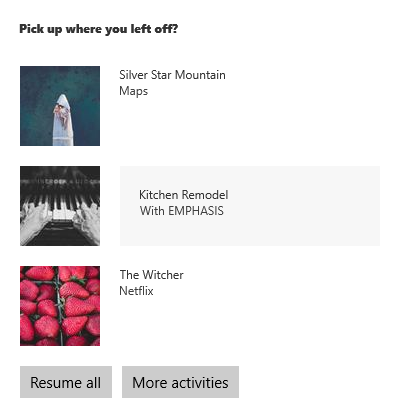 Pick up where you left off?
Silver Star Mountain
Maps
Kitchen Remodel
With EMPHASIS
The Witcher
Netflix
Resume all
More activities